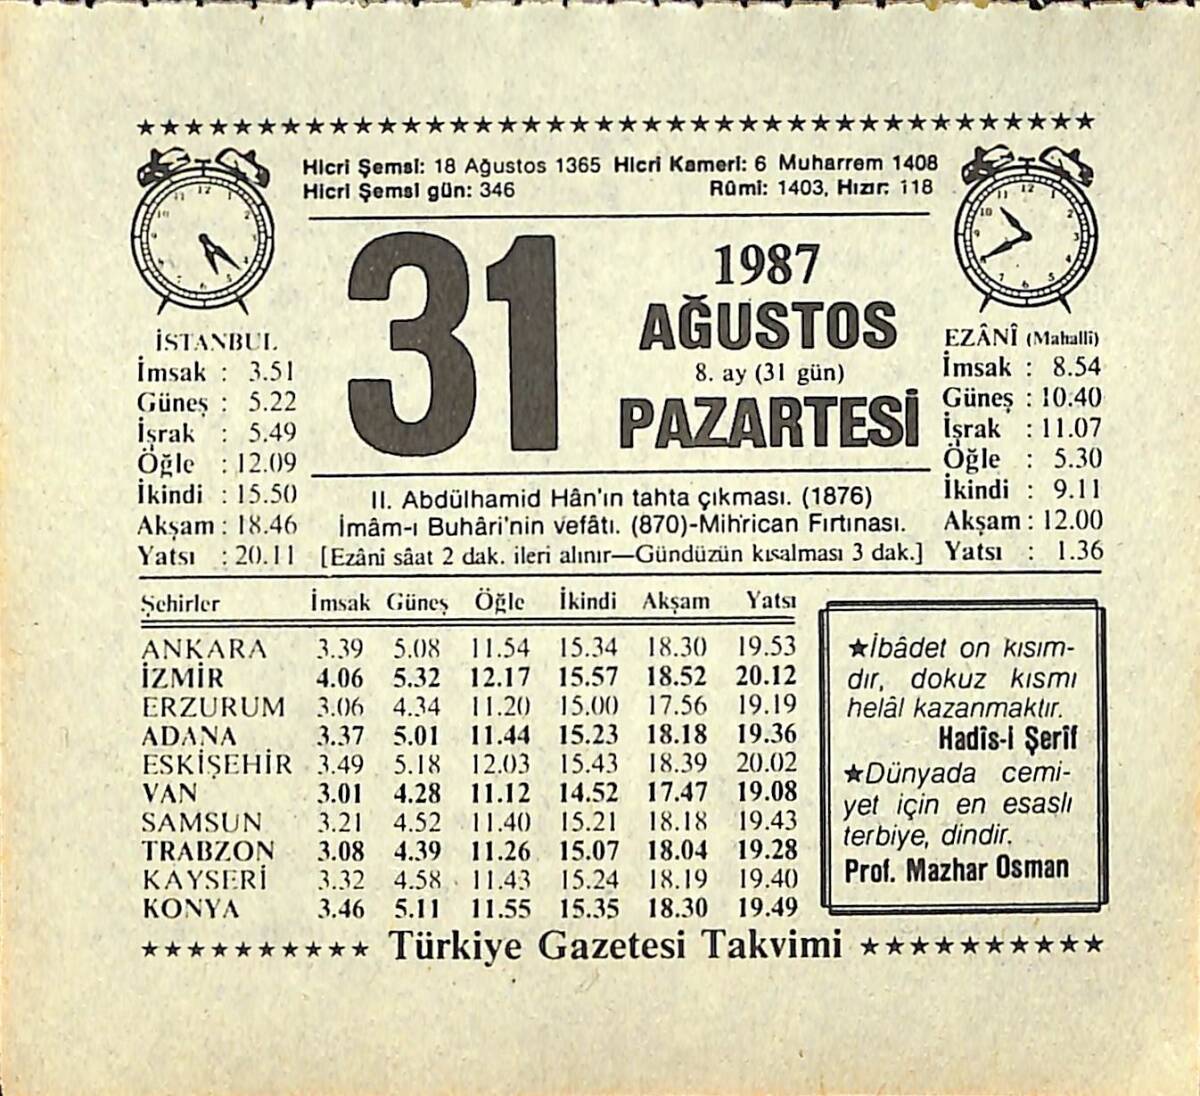 Hicri Şemsi: 18 Ağustos 1365 Hicri Kameri: 6 Muharrem 1408
Hicri Şemsi gün: 346 Rûmi: 1403, Hızır: 118
31
1987
AĞUSTOS
8. ay (31 gün)
PAZARTESİ
İSTANBUL
İmsak : 3.51
Güneş : 5.22
İşrak : 5.49
Öğle : 12.09
İkindi : 15.50
Akşam : 18.46
Yatsı : 20.11
EZÂNÎ (Mahallî)
İmsak : 8.54
Güneş : 10.40
İşrak : 11.07
Öğle : 5.30
İkindi : 9.11
Akşam : 12.00
Yatsı : 1.36
II. Abdülhamid Hân'ın tahta çıkması. (1876)
İmâm-ı Buhâri'nin vefâtı. (870)-Mihrican Fırtınası.
[Ezânî sâat 2 dak. ileri alınır—Gündüzün kısalması 3 dak.]
Şehirler İmsak Güneş Öğle İkindi Akşam Yatsı
ANKARA 3.39 5.08 11.54 15.34 18.30 19.53
İZMİR 4.06 5.32 12.17 15.57 18.52 20.12
ERZURUM 3.06 4.34 11.20 15.00 17.56 19.19
ADANA 3.37 5.01 11.44 15.23 18.18 19.36
ESKİŞEHİR 3.49 5.18 12.03 15.43 18.39 20.02
VAN 3.01 4.28 11.12 14.52 17.47 19.08
SAMSUN 3.21 4.52 11.40 15.21 18.18 19.43
TRABZON 3.08 4.39 11.26 15.07 18.04 19.28
KAYSERİ 3.32 4.58 11.43 15.24 18.19 19.40
KONYA 3.46 5.11 11.55 15.35 18.30 19.49
★İbâdet on kısım-
dır, dokuz kısmı
helâl kazanmaktır.
Hadîs-i Şerîf
★Dünyada cemi-
yet için en esaslı
terbiye, dindir.
Prof. Mazhar Osman
Türkiye Gazetesi Takvimi